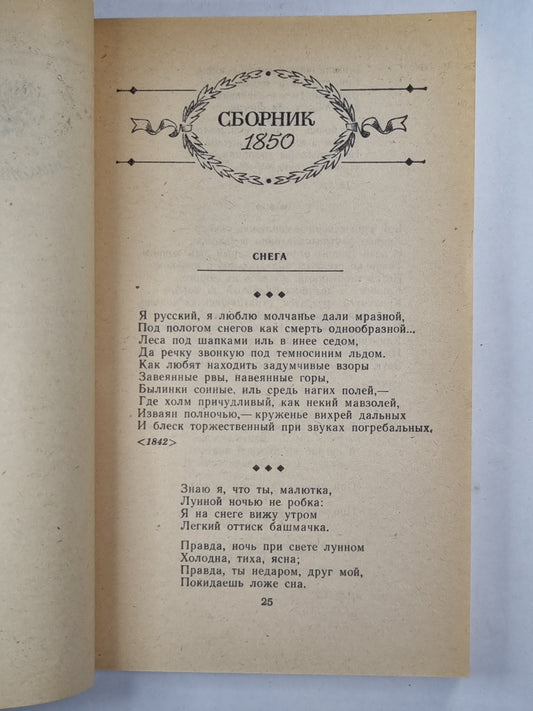 СБОРНИК
1850
СНЕГА
Я русский, я люблю молчанье дали мразной,
Под пологом снегов как смерть однообразной...
Леса под шапками иль в инее седом,
Да речку звонкую под темносиним льдом.
Как любят находить задумчивые взоры
Завеянные рвы, навеянные горы,
Былинки сонные, иль средь нагих полей,—
Где холм причудливый, как некий мавзолей,
Изваян полночью,— круженье вихрей дальных
И блеск торжественный при звуках погребальных.
<1842>
Знаю я, что ты, малютка,
Лунной ночью не робка:
Я на снеге вижу утром
Легкий оттиск башмачка.
Правда, ночь при свете лунном
Холодна, тиха, ясна;
Правда, ты недаром, друг мой,
Покидаешь ложе сна.
25